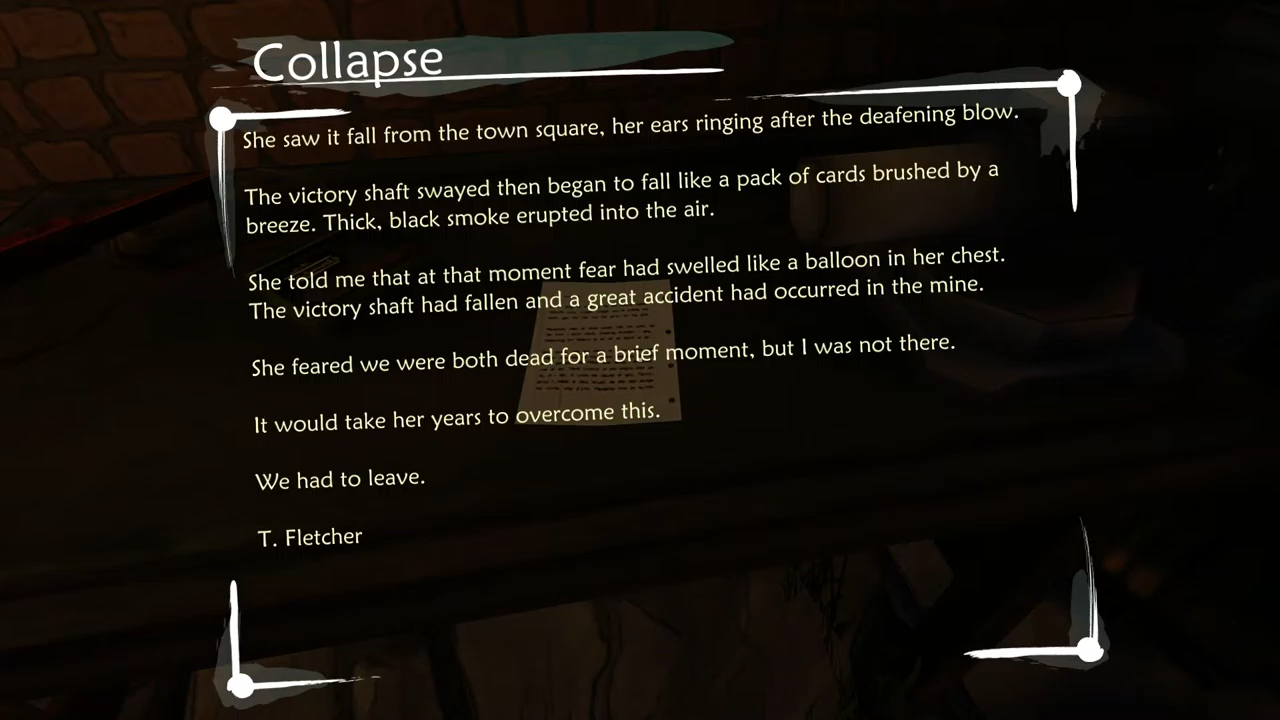 Collapse
She saw it fall from the town square, her ears ringing after the deafening blow.
The victory shaft swayed then began to fall like a pack of cards brushed by a
breeze. Thick, black smoke erupted into the air.
She told me that at that moment fear had swelled like a balloon in her chest.
The victory shaft had fallen and a great accident had occurred in the mine.
She feared we were both dead for a brief moment, but I was not there.
It would take her years to overcome this.
We had to leave.
T. Fletcher